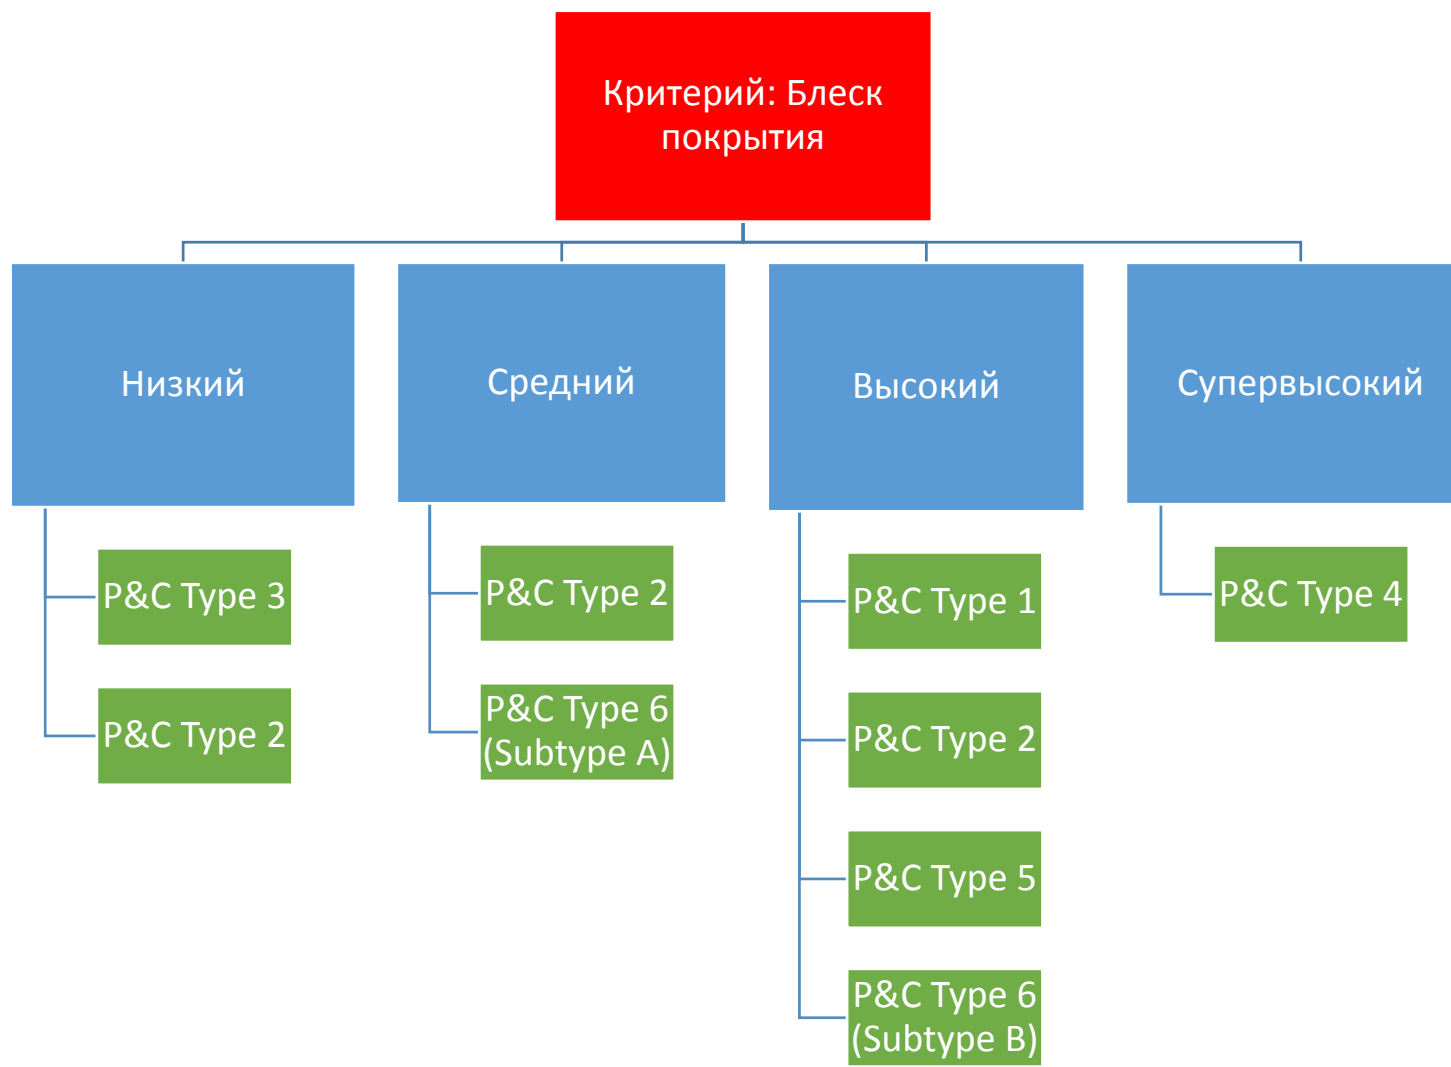 Критерий: Блеск
покрытия
Низкий
Средний
Высокий
Супервысокий
P&C Type 3
P&C Type 2
P&C Type 2
P&C Type 6
(Subtype A)
P&C Type 1
P&C Type 2
P&C Type 5
P&C Type 6
(Subtype B)
P&C Type 4